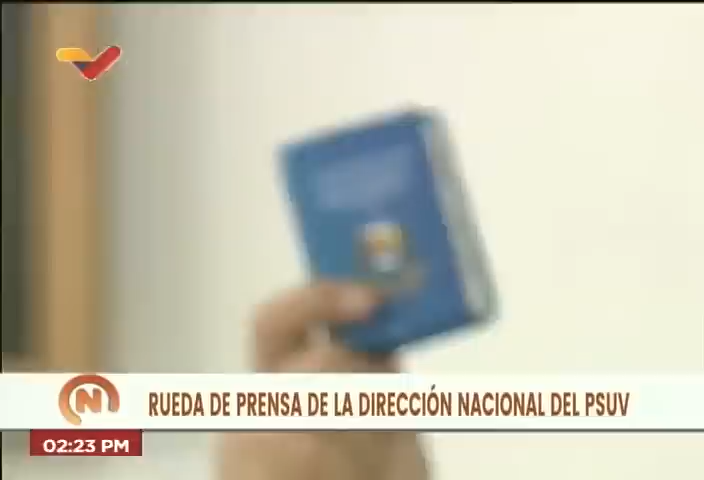 N
RUEDA DE PRENSA DE LA DIRECCIÓN NACIONAL DEL PSUV
02:23 PM